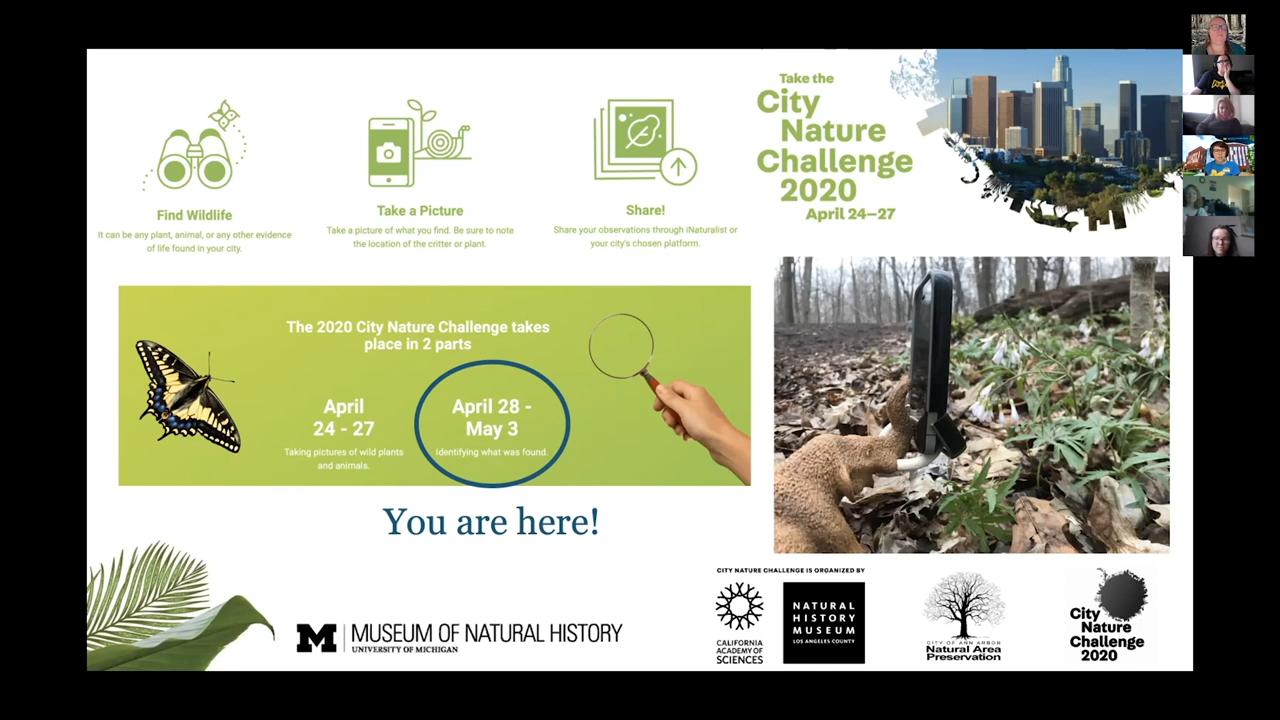 Find Wildlife
It can be any plant, animal, or any other evidence
of life found in your city.
Take a Picture
Take a picture of what you find. Be sure to note
the location of the critter or plant.
Share!
Share your observations through iNaturalist or
your city's chosen platform.
Take the
City
Nature
Challenge
2020
April 24–27
The 2020 City Nature Challenge takes
place in 2 parts
April
24 - 27
Taking pictures of wild plants
and animals.
April 28 -
May 3
Identifying what was found.
You are here!
M MUSEUM OF NATURAL HISTORY
UNIVERSITY OF MICHIGAN
CITY NATURE CHALLENGE IS ORGANIZED BY
CALIFORNIA
ACADEMY OF
SCIENCES
NATURAL
HISTORY
MUSEUM
LOS ANGELES COUNTY
CITY OF ANN ARBOR
Natural Area
Preservation
City
Nature
Challenge
2020